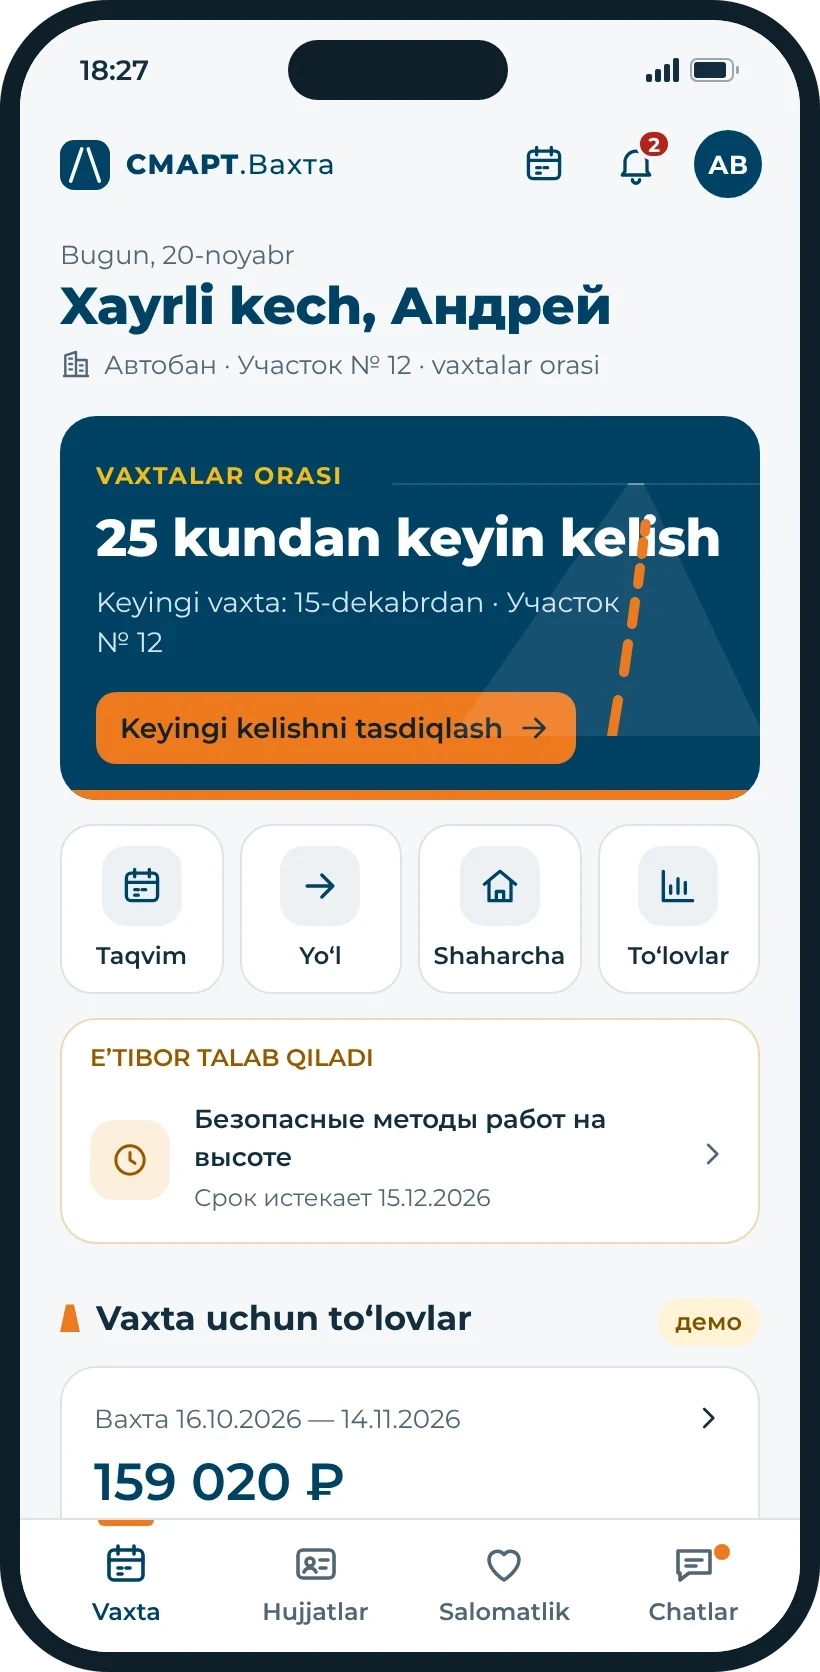 18:27
СМАРТ.Вахта
2
АВ
Bugun, 20-noyabr
Xayrli kech, Андрей
Автобан · Участок № 12 · vaxtalar orasi
VAXTALAR ORASI
25 kundan keyin kelish
Keyingi vaxta: 15-dekabrdan · Участок
№ 12
Keyingi kelishni tasdiqlash →
Taqvim
Yo‘l
Shaharcha
To‘lovlar
E’TIBOR TALAB QILADI
Безопасные методы работ на
высоте
Срок истекает 15.12.2026
Vaxta uchun to‘lovlar
демо
Вахта 16.10.2026 — 14.11.2026
159 020 ₽
Vaxta
Hujjatlar
Salomatlik
Chatlar